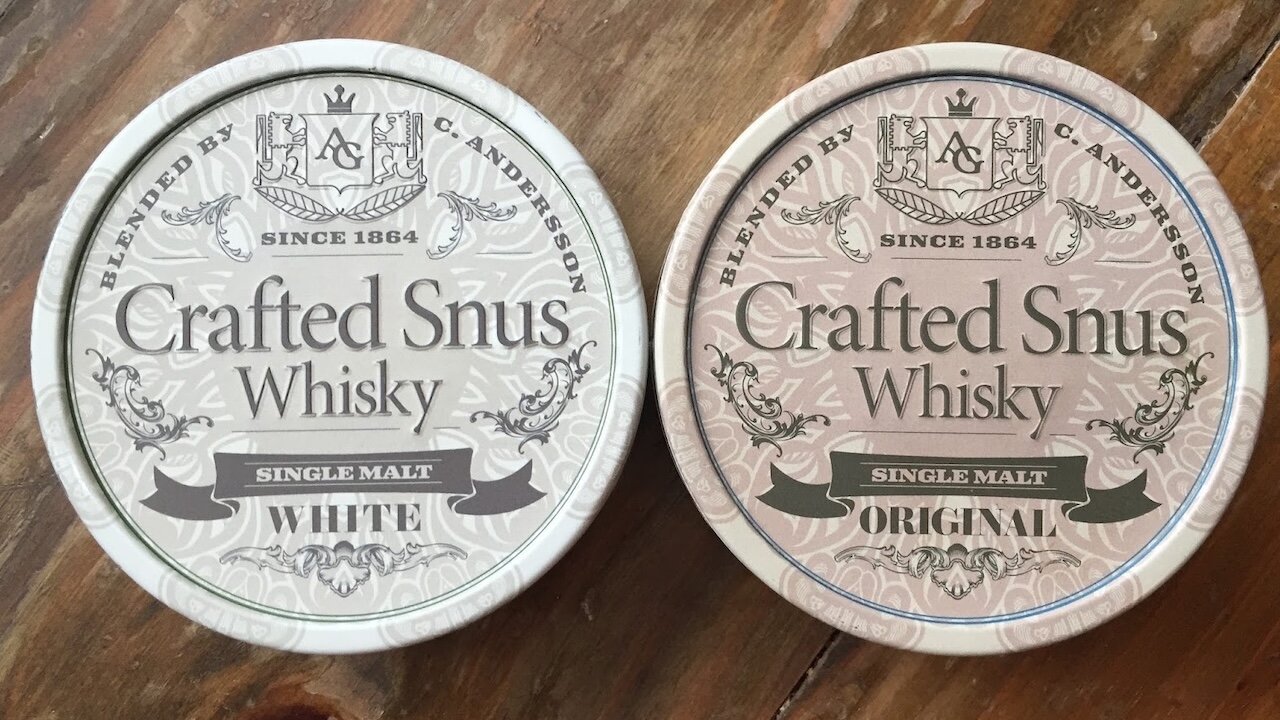 BLENDED BY C. ANDERSSON
AG
SINCE 1864
Crafted Snus
Whisky
SINGLE MALT
WHITE
BLENDED BY C. ANDERSSON
AG
SINCE 1864
Crafted Snus
Whisky
SINGLE MALT
ORIGINAL